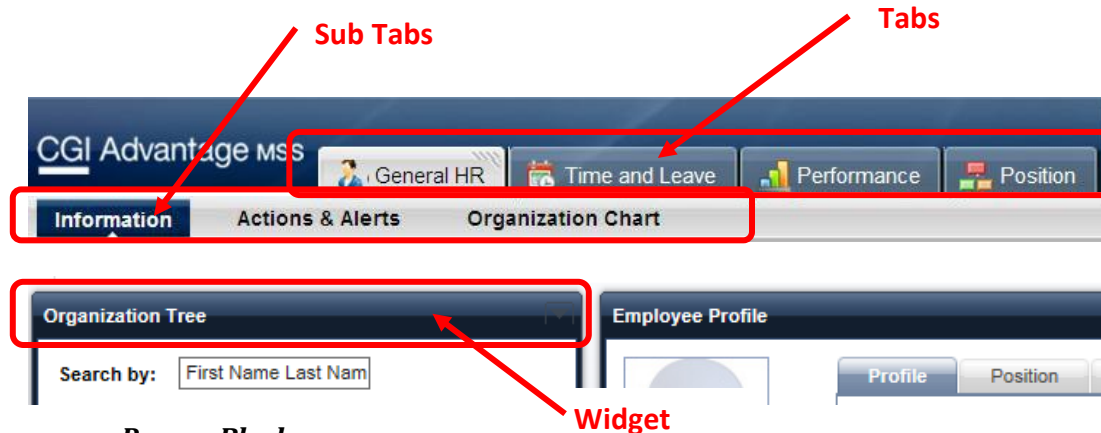 Sub Tabs
Tabs
CGI Advantage MSS
General HR
Time and Leave
Performance
Position
Information
Actions & Alerts
Organization Chart
Organization Tree
Employee Profile
Search by:
First Name Last Nam
Profile
Position
Widget